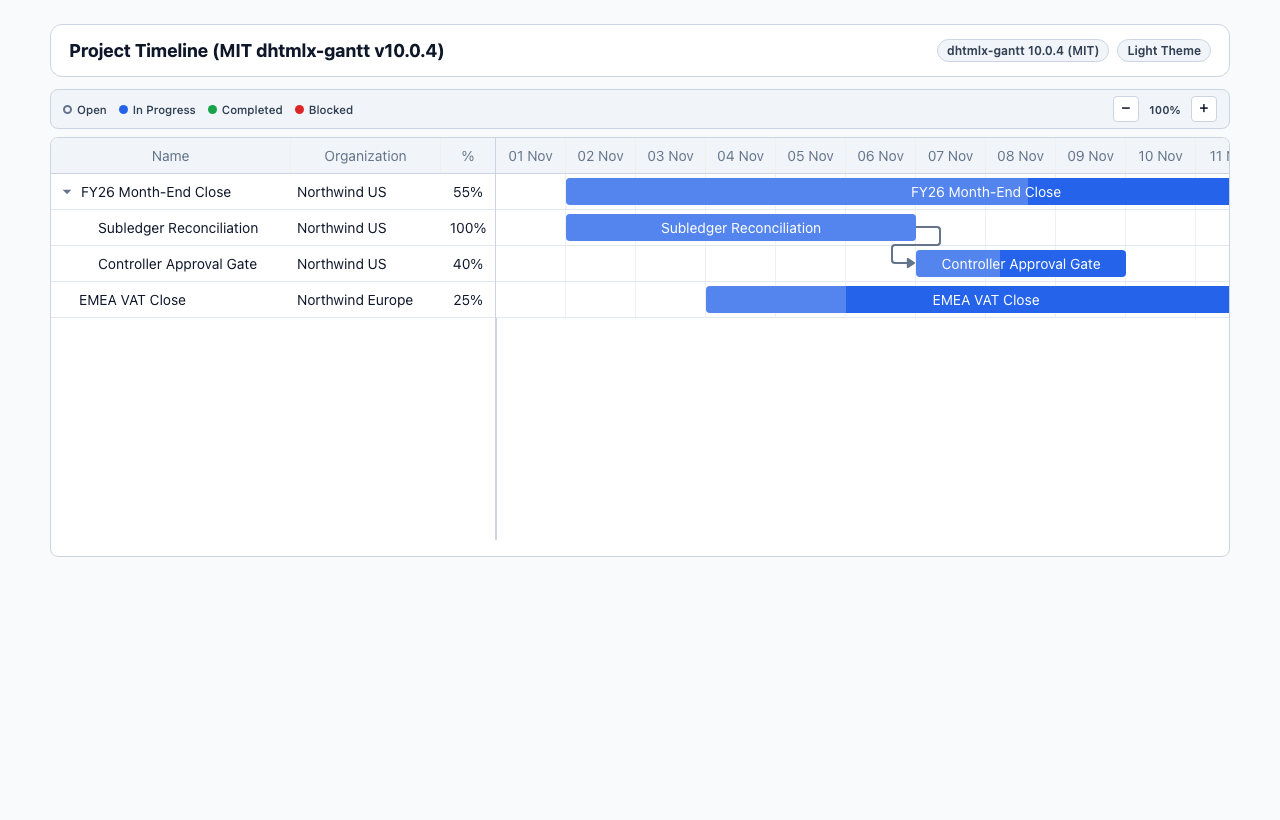 Project Timeline (MIT dhtmlx-gantt v10.0.4)
dhtmlx-gantt 10.0.4 (MIT)
Light Theme
Open
In Progress
Completed
Blocked
− 100% +
Name Organization % 01 Nov 02 Nov 03 Nov 04 Nov 05 Nov 06 Nov 07 Nov 08 Nov 09 Nov 10 Nov 11
FY26 Month-End Close Northwind US 55% FY26 Month-End Close
Subledger Reconciliation Northwind US 100% Subledger Reconciliation
Controller Approval Gate Northwind US 40% Controller Approval Gate
EMEA VAT Close Northwind Europe 25% EMEA VAT Close